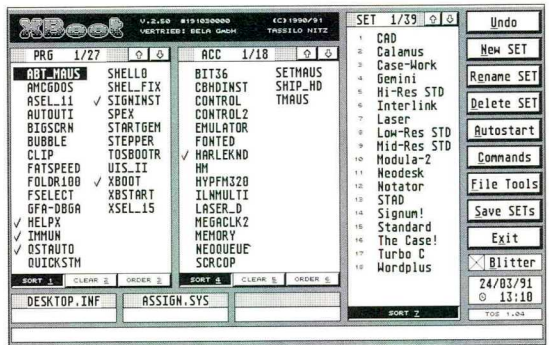 XBoot
V.2.50 #191030000 (C)1990/91
VERTRIEB: BELA GmbH TASSILO NITZ
PRG 1/27
ABT_MAUS SHELL0
AMCGDOS SHEL_FIX
ASEL_11 ✓ SIGNINST
AUTOUTI SPEX
BIGSCRN STARTGEM
BUBBLE STEPPER
CLIP TOSBOOTR
FATSPEED UIS_II
FOLDR100 ✓ XBOOT
FSELECT XBSTART
GFA-DBGA XSEL_15
✓ HELPX
✓ IMMUN
✓ OSTAUTO
QUICKSTM
SORT 1 CLEAR 2 ORDER 3
ACC 1/18
BIT36 SETMAUS
CBHDINST SHIP_HD
CONTROL TMAUS
CONTROL2
EMULATOR
FONTED
✓ HARLEKND
HM
HYPFM320
ILNMULTI
LASER_D
MEGACLK2
MEMORY
NEOQUEUE
SCRCOP
SORT 4 CLEAR 5 ORDER 6
DESKTOP.INF ASSIGN.SYS
SET 1/39
1 CAD
2 Calamus
3 Case-Work
4 Gemini
5 Hi-Res STD
6 Interlink
7 Laser
8 Low-Res STD
9 Mid-Res STD
10 Modula-2
11 Neodesk
12 Notator
13 STAD
14 Signum!
15 Standard
16 The Case!
17 Turbo C
18 Wordplus
SORT 7
Undo
New SET
Rename SET
Delete SET
Autostart
Commands
File Tools
Save SETs
Exit
Blitter
24/03/91
13:10
TOS 1.04